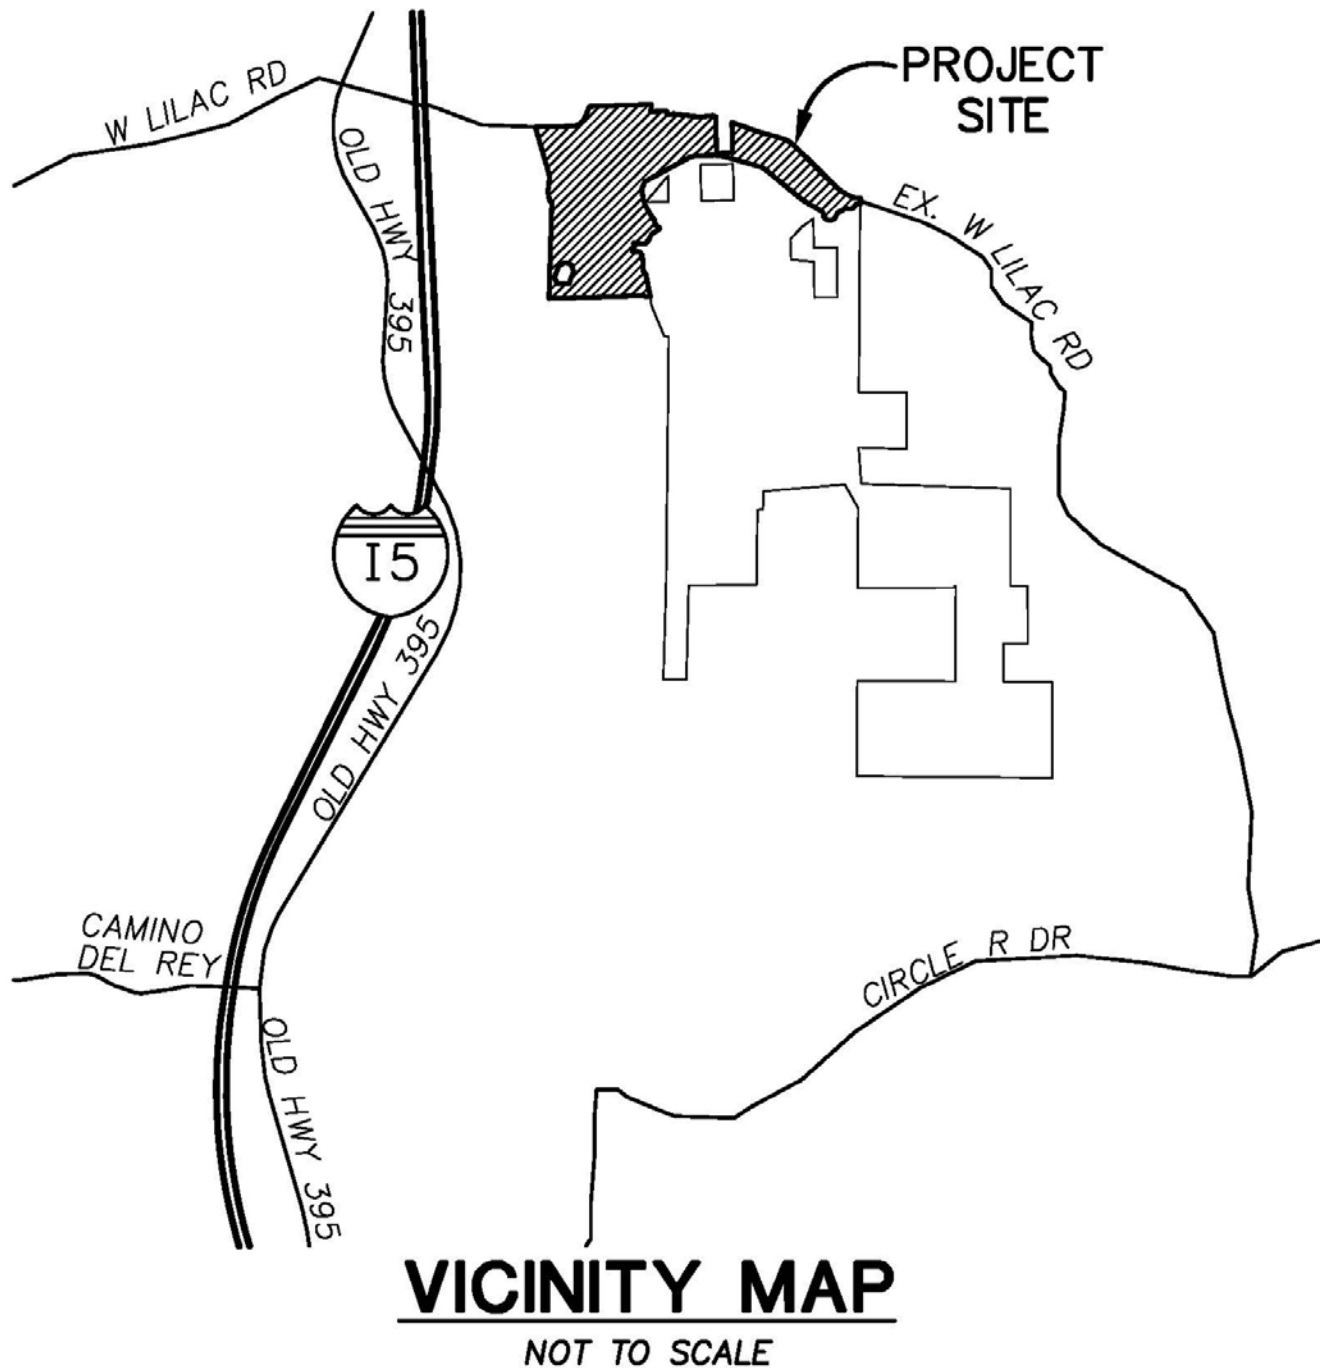 PROJECT
SITE
W LILAC RD
OLD HWY 395
EX. W LILAC RD
I5
OLD HWY 395
CAMINO
DEL REY
CIRCLE R DR
OLD HWY 395
VICINITY MAP
NOT TO SCALE